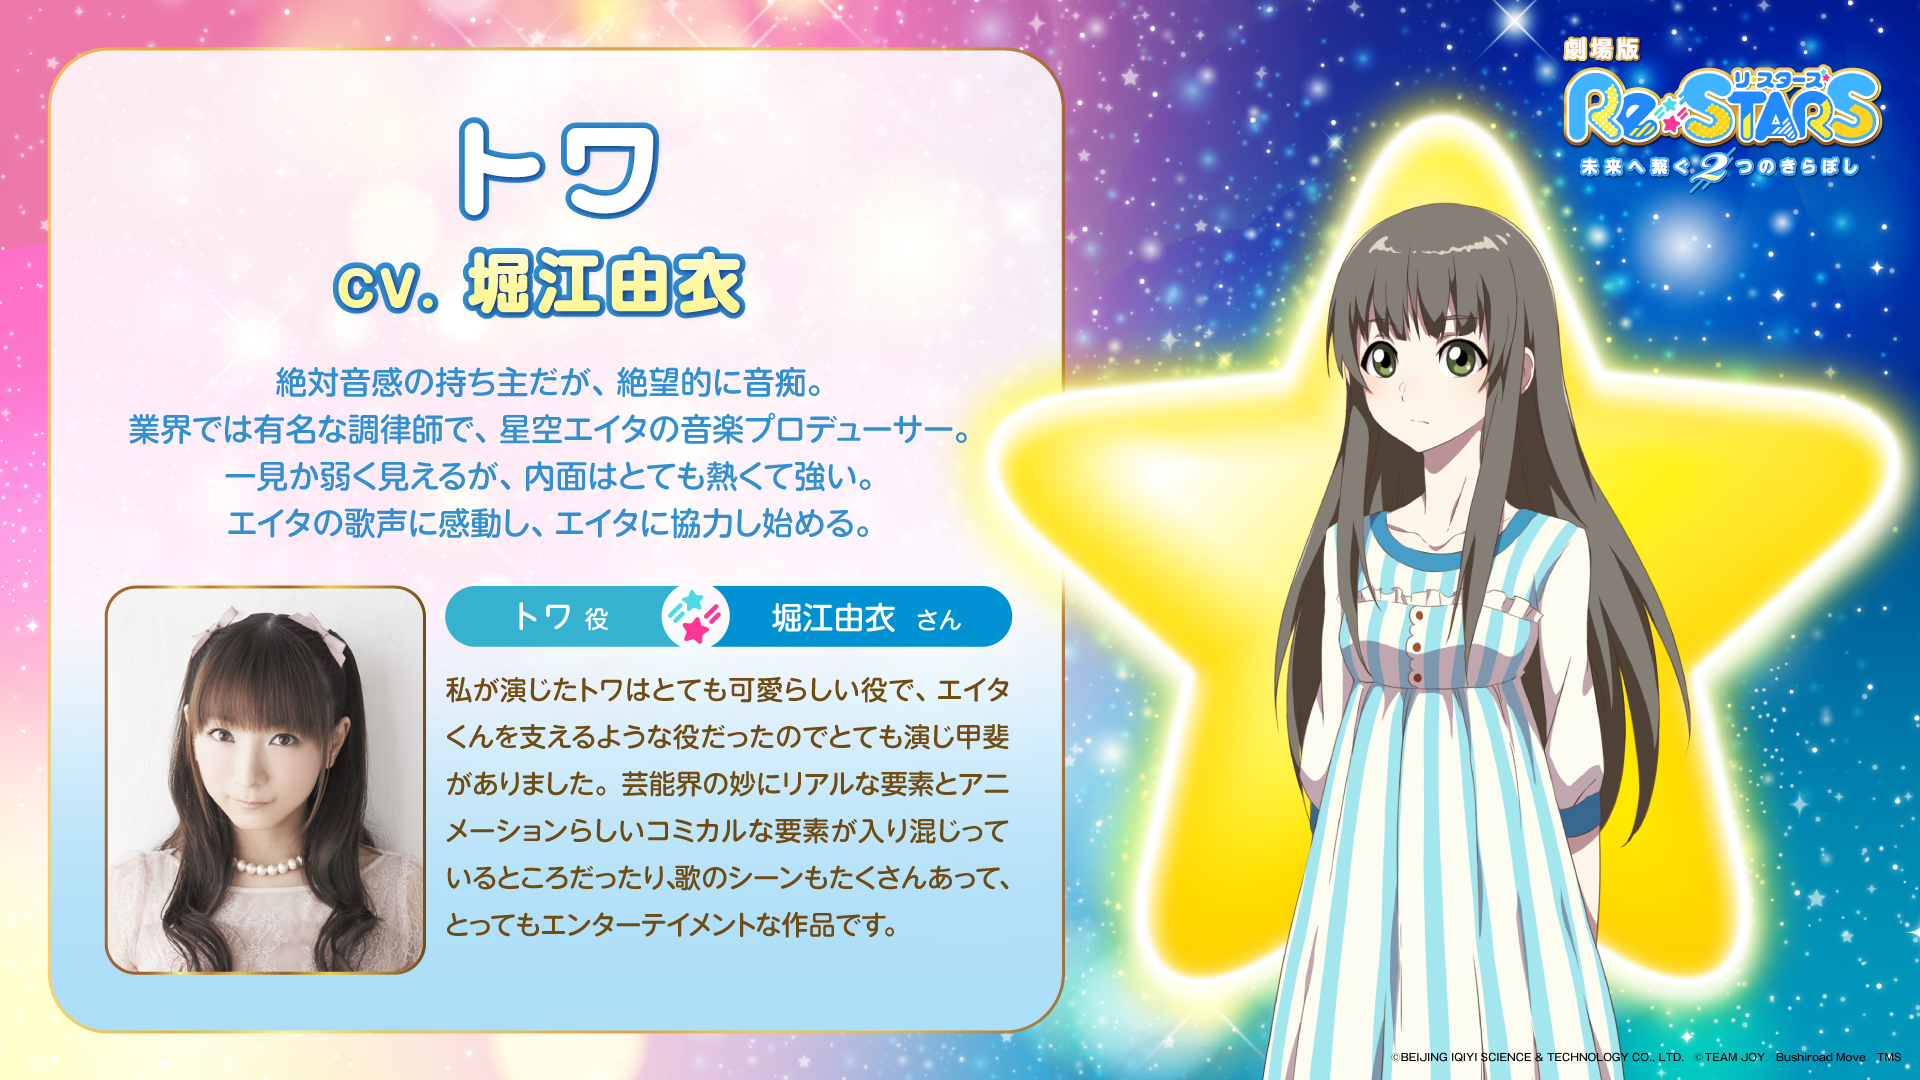 トワ
CV. 堀江由衣
絶対音感の持ち主だが、絶望的に音痴。
業界では有名な調律師で、星空エイタの音楽プロデューサー。
一見か弱く見えるが、内面はとても熱くて強い。
エイタの歌声に感動し、エイタに協力し始める。
トワ 役 堀江由衣 さん
私が演じたトワはとても可愛らしい役で、エイタ
くんを支えるような役だったのでとても演じ甲斐
がありました。芸能界の妙にリアルな要素とアニ
メーションらしいコミカルな要素が入り混じって
いるところだったり、歌のシーンもたくさんあって、
とってもエンターテイメントな作品です。
劇場版
リ・スターズ
Re:STARS
未来へ繋ぐ2つのきらぼし
©BEIJING IQIYI SCIENCE & TECHNOLOGY CO., LTD. ©TEAM JOY Bushiroad Move TMS